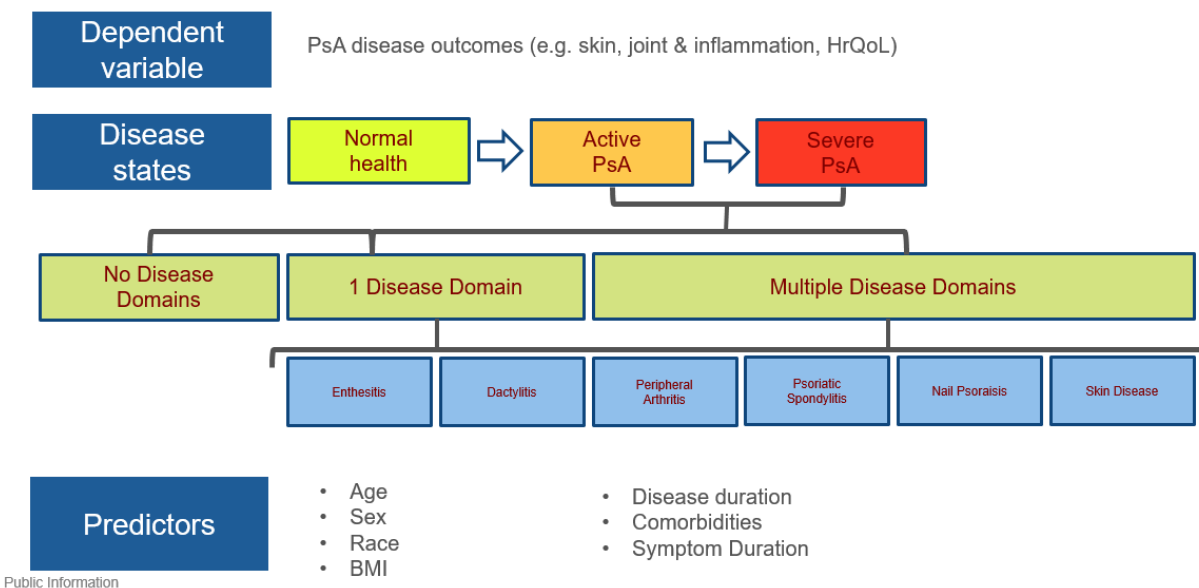 Dependent
variable
PsA disease outcomes (e.g. skin, joint & inflammation, HrQoL)
Disease
states
Normal
health
Active
PsA
Severe
PsA
No Disease
Domains
1 Disease Domain
Multiple Disease Domains
Enthesitis
Dactylitis
Peripheral
Arthritis
Psoriatic
Spondylitis
Nail Psoraisis
Skin Disease
Predictors
• Age
• Sex
• Race
• BMI
• Disease duration
• Comorbidities
• Symptom Duration
Public Information